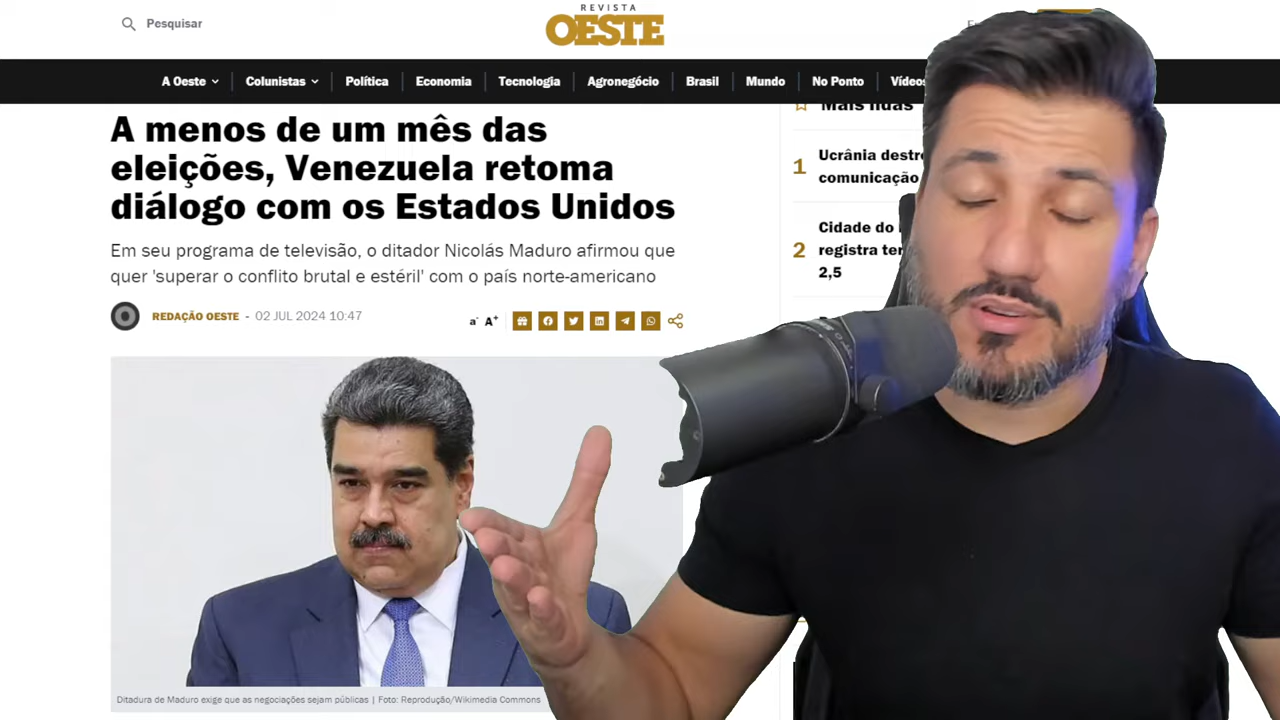 Pesquisar
REVISTA
OESTE
A Oeste
Colunistas
Política
Economia
Tecnologia
Agronegócio
Brasil
Mundo
No Ponto
Vídeos
A menos de um mês das
eleições, Venezuela retoma
diálogo com os Estados Unidos
Em seu programa de televisão, o ditador Nicolás Maduro afirmou que
quer 'superar o conflito brutal e estéril' com o país norte-americano
REDAÇÃO OESTE - 02 JUL 2024 10:47
a- A+
Ditadura de Maduro exige que as negociações sejam públicas | Foto: Reprodução/Wikimedia Commons
Mais lidas
1
Ucrânia
comunicação
2
Cidade do
registra
2,5